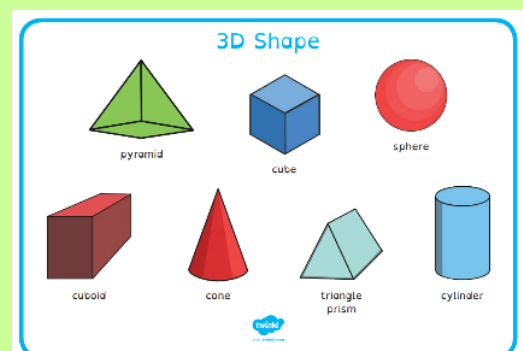 3D Shape
pyramid
cube
sphere
cuboid
cone
triangle
prism
cylinder
twinkl